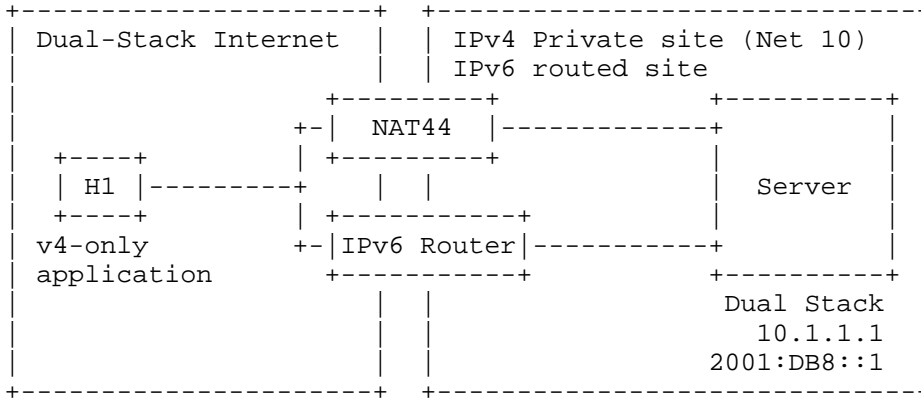 Dual-Stack Internet
IPv4 Private site (Net 10)
IPv6 routed site
NAT44
H1
Server
v4-only
application
IPv6 Router
Dual Stack
10.1.1.1
2001:DB8::1